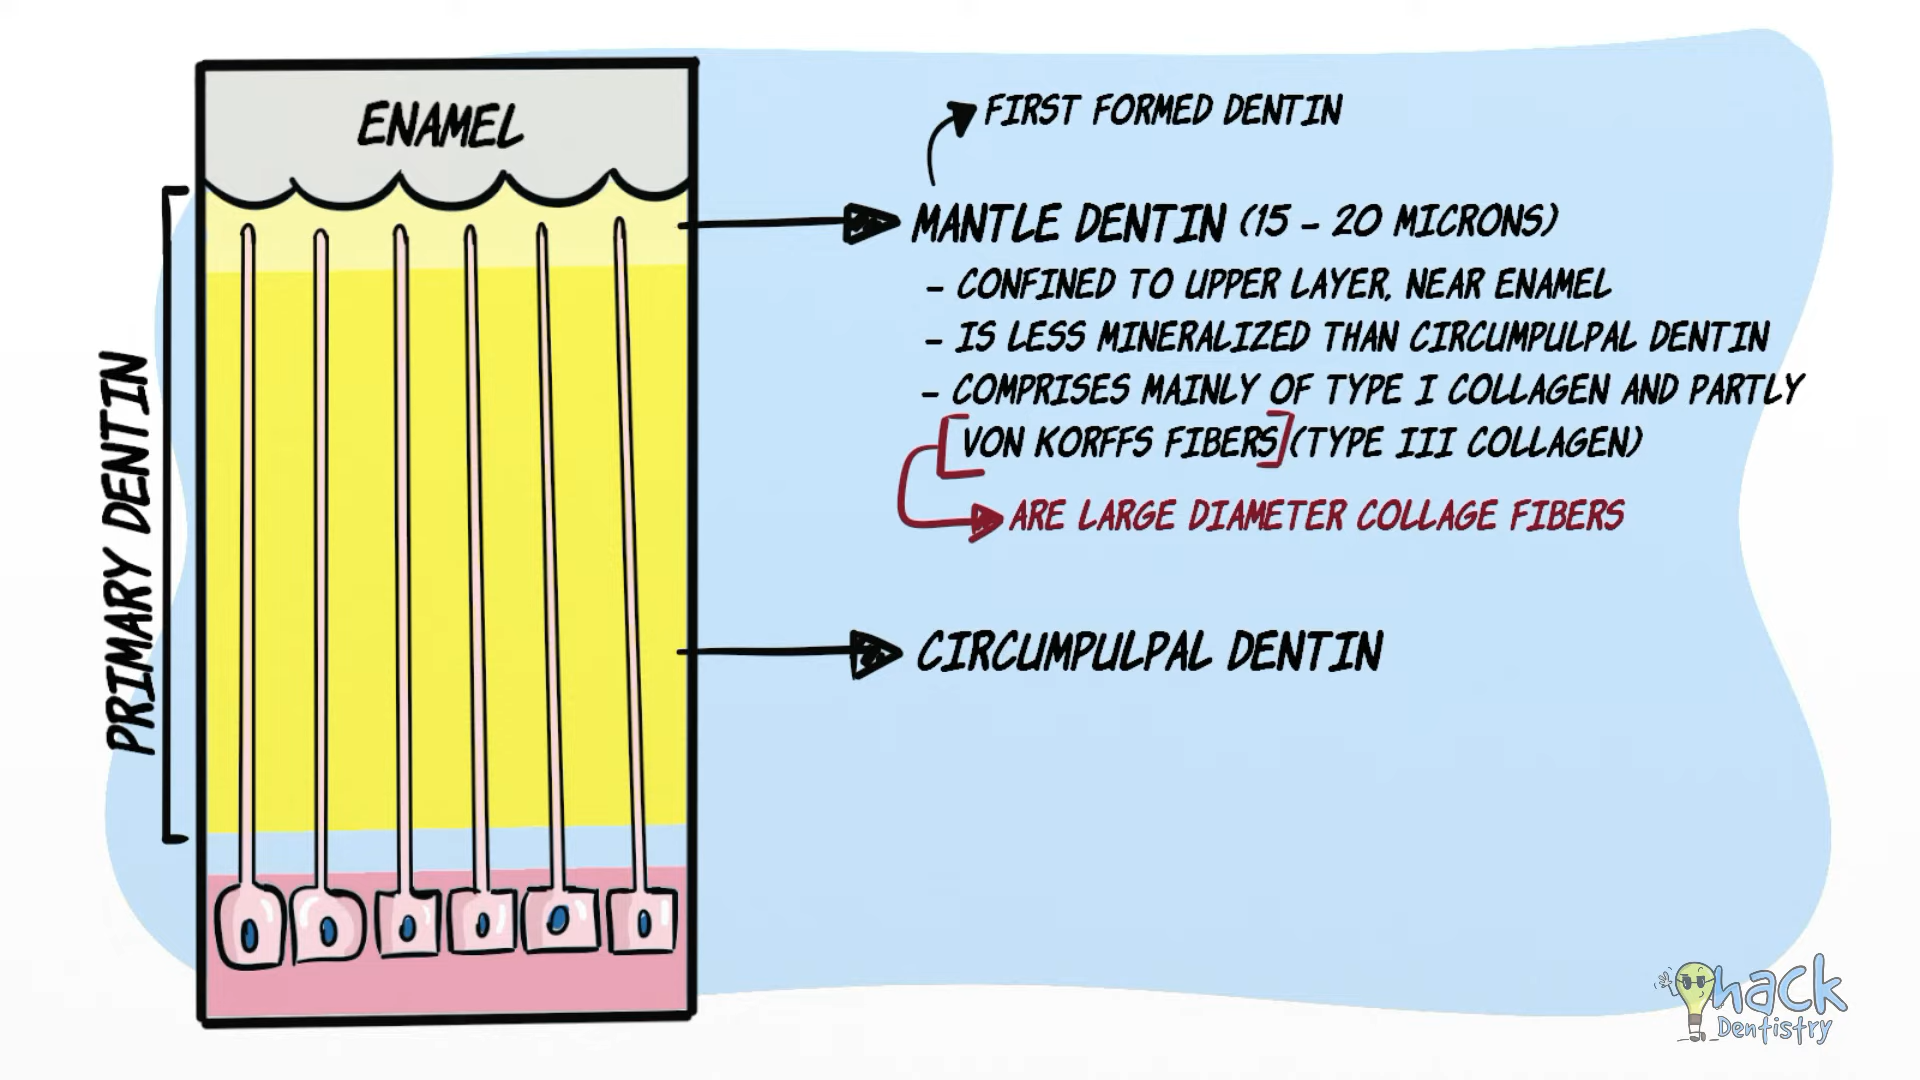 ENAMEL
PRIMARY DENTIN
FIRST FORMED DENTIN
MANTLE DENTIN (15 - 20 MICRONS)
- CONFINED TO UPPER LAYER, NEAR ENAMEL
- IS LESS MINERALIZED THAN CIRCUMPULPAL DENTIN
- COMPRISES MAINLY OF TYPE I COLLAGEN AND PARTLY
[VON KORFFS FIBERS] (TYPE III COLLAGEN)
ARE LARGE DIAMETER COLLAGE FIBERS
CIRCUMPULPAL DENTIN
hack
Dentistry